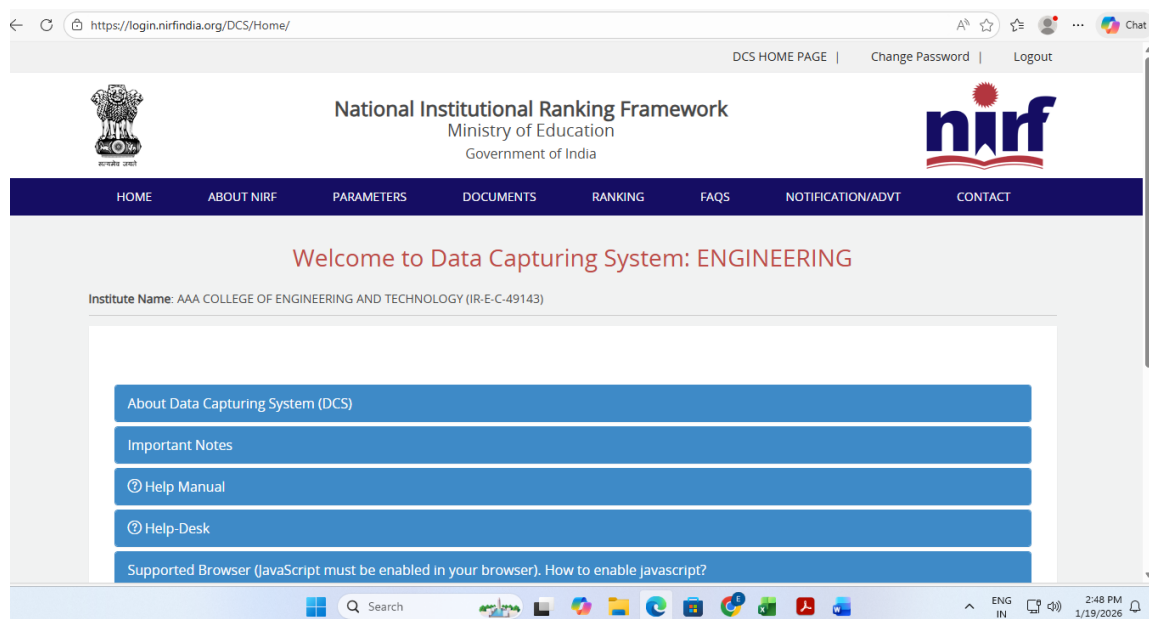 https://login.nirfindia.org/DCS/Home/
Chat
DCS HOME PAGE | Change Password | Logout
सत्यमेव जयते
National Institutional Ranking Framework
Ministry of Education
Government of India
nirf
HOME ABOUT NIRF PARAMETERS DOCUMENTS RANKING FAQS NOTIFICATION/ADVT CONTACT
Welcome to Data Capturing System: ENGINEERING
Institute Name: AAA COLLEGE OF ENGINEERING AND TECHNOLOGY (IR-E-C-49143)
About Data Capturing System (DCS)
Important Notes
Help Manual
Help-Desk
Supported Browser (JavaScript must be enabled in your browser). How to enable javascript?
Search
ENG
IN
2:48 PM
1/19/2026